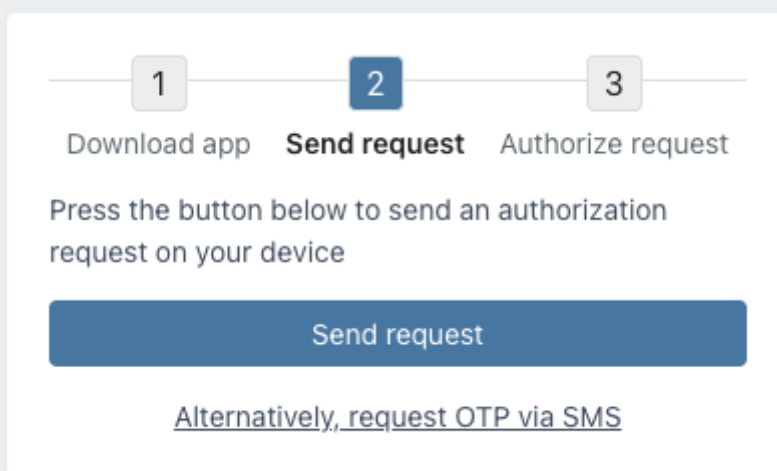 1 2 3
Download app Send request Authorize request
Press the button below to send an authorization
request on your device
Send request
Alternatively, request OTP via SMS